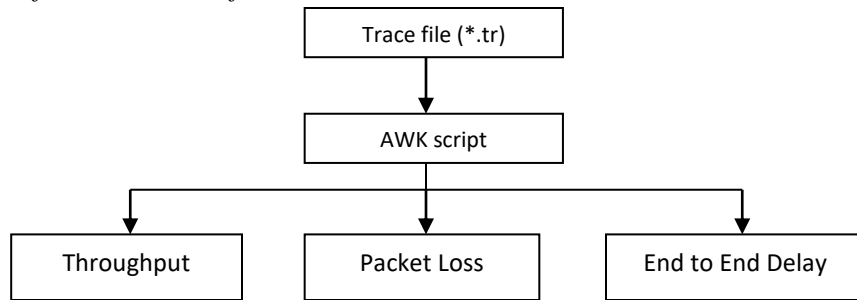 Trace file (*.tr)
AWK script
Throughput
Packet Loss
End to End Delay